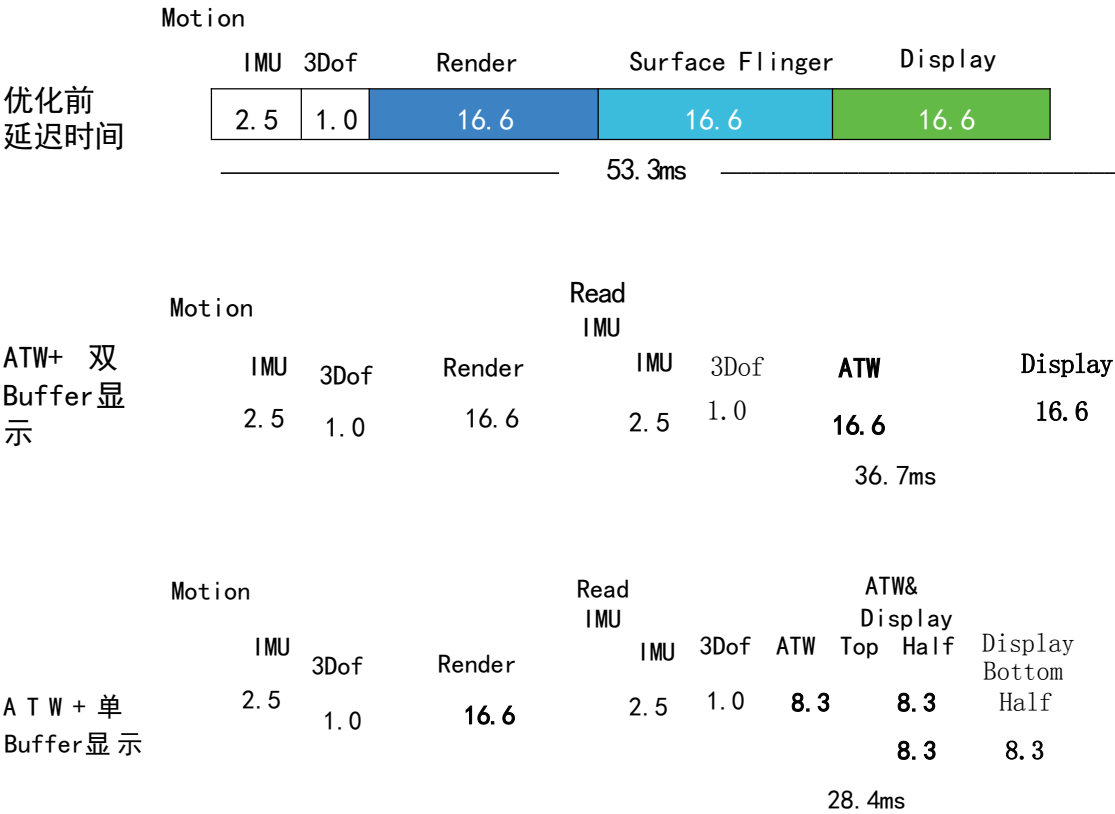 Motion
IMU 3Dof Render Surface Flinger Display
优化前
延迟时间
2.5 1.0 16.6 16.6 16.6
53.3ms
Motion
Read
IMU
ATW+ 双
Buffer显
示
IMU 3Dof Render IMU 3Dof ATW Display
2.5 1.0 16.6 2.5 1.0 16.6 16.6
36.7ms
Motion
Read
IMU
ATW&
Display
IMU 3Dof Render IMU 3Dof ATW Top Half Display
Bottom
Half
ATW+单
Buffer显示
2.5 1.0 16.6 2.5 1.0 8.3 8.3
8.3 8.3
28.4ms